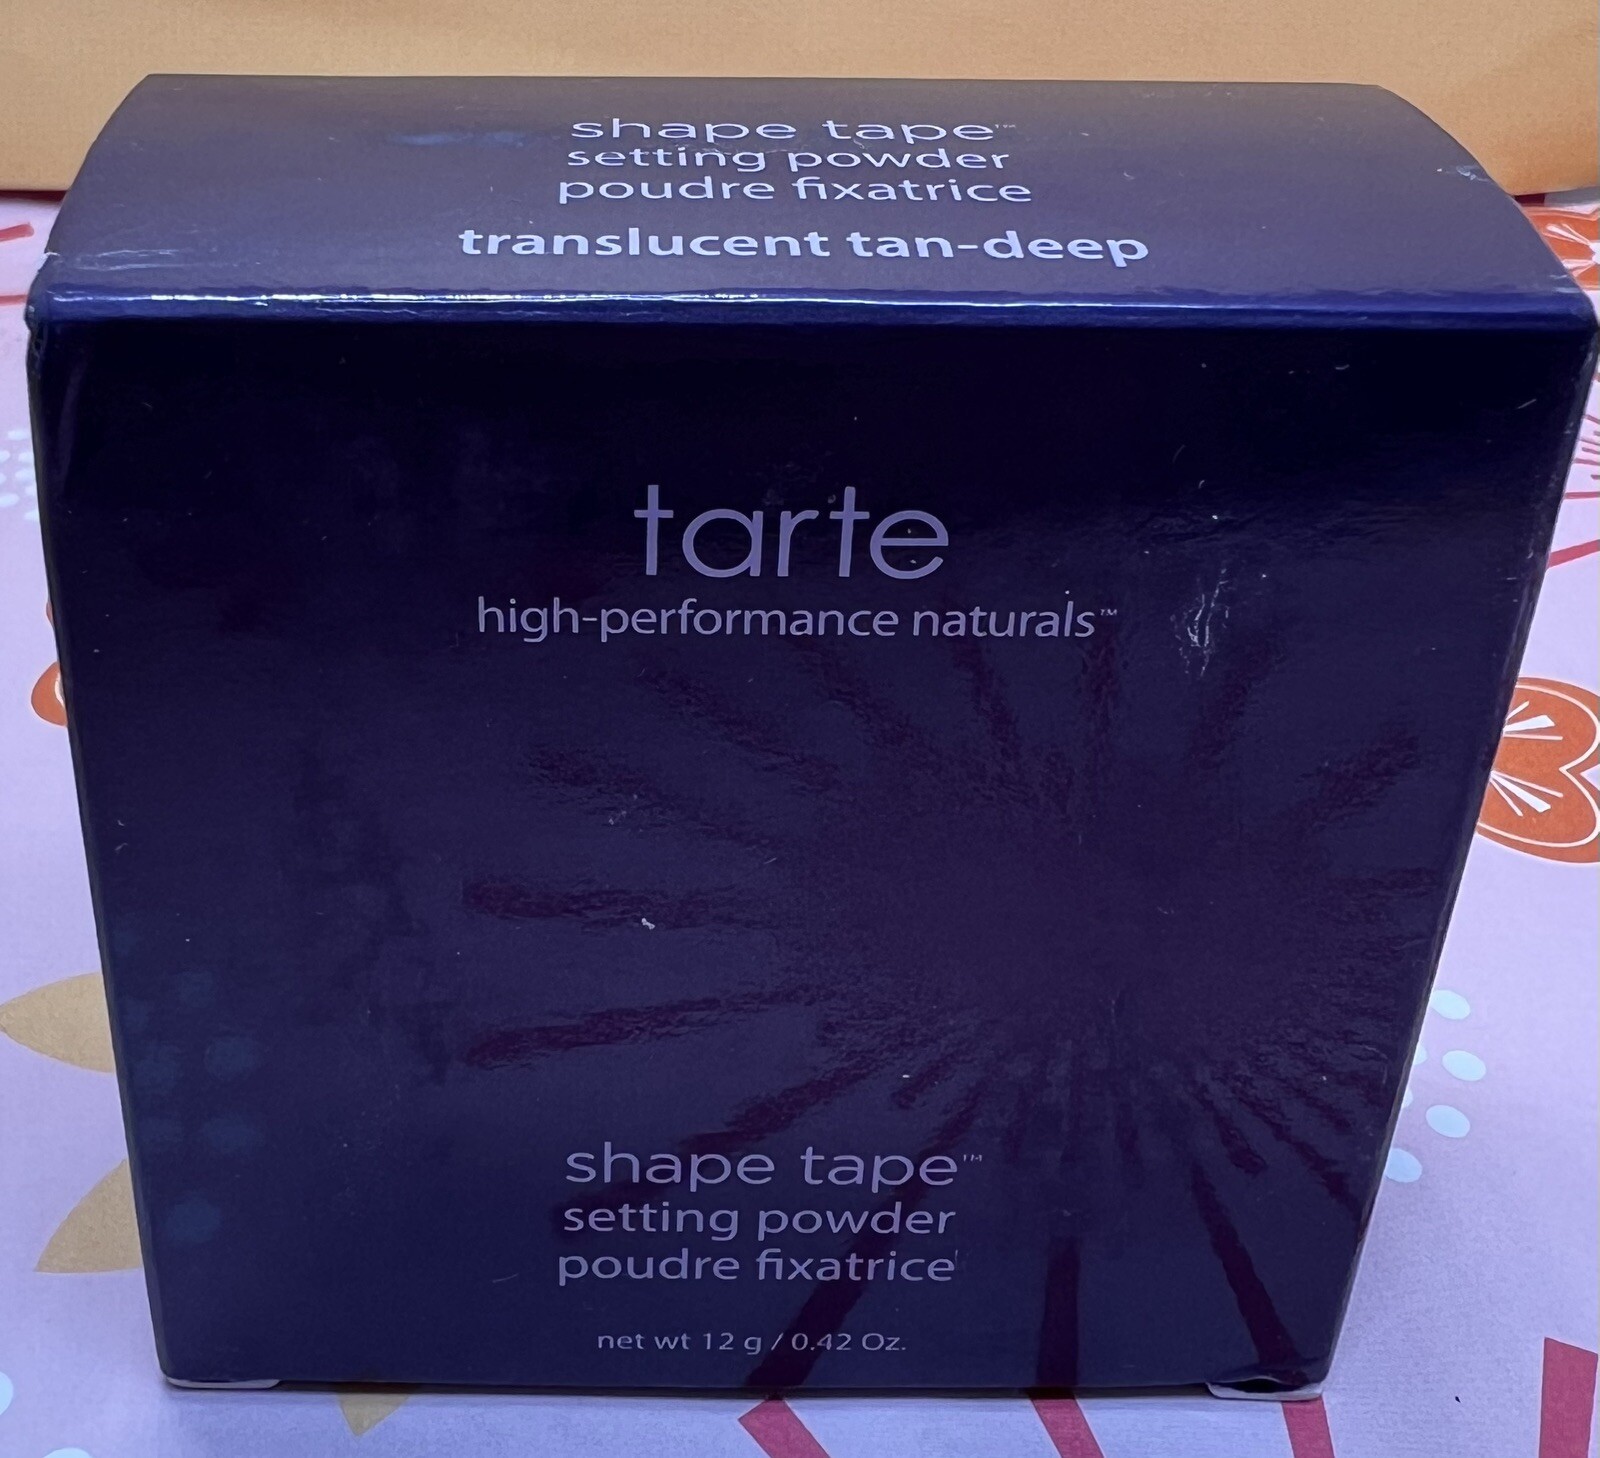 shape tape™
setting powder
poudre fixatrice
translucent tan-deep
tarte
high-performance naturals™
shape tape™
setting powder
poudre fixatrice
net wt 12 g / 0.42 Oz.